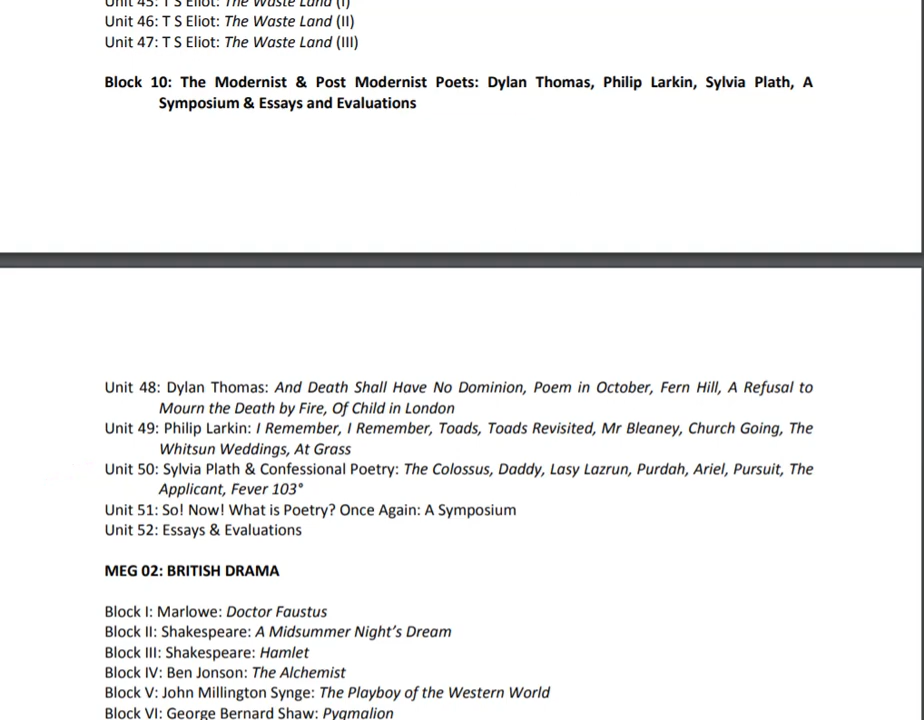 Unit 45: T S Eliot: The Waste Land (I)
Unit 46: T S Eliot: The Waste Land (II)
Unit 47: T S Eliot: The Waste Land (III)
Block 10: The Modernist & Post Modernist Poets: Dylan Thomas, Philip Larkin, Sylvia Plath, A
Symposium & Essays and Evaluations
Unit 48: Dylan Thomas: And Death Shall Have No Dominion, Poem in October, Fern Hill, A Refusal to
Mourn the Death by Fire, Of Child in London
Unit 49: Philip Larkin: I Remember, I Remember, Toads, Toads Revisited, Mr Bleaney, Church Going, The
Whitsun Weddings, At Grass
Unit 50: Sylvia Plath & Confessional Poetry: The Colossus, Daddy, Lasy Lazrun, Purdah, Ariel, Pursuit, The
Applicant, Fever 103°
Unit 51: So! Now! What is Poetry? Once Again: A Symposium
Unit 52: Essays & Evaluations
MEG 02: BRITISH DRAMA
Block I: Marlowe: Doctor Faustus
Block II: Shakespeare: A Midsummer Night's Dream
Block III: Shakespeare: Hamlet
Block IV: Ben Jonson: The Alchemist
Block V: John Millington Synge: The Playboy of the Western World
Block VI: George Bernard Shaw: Pygmalion